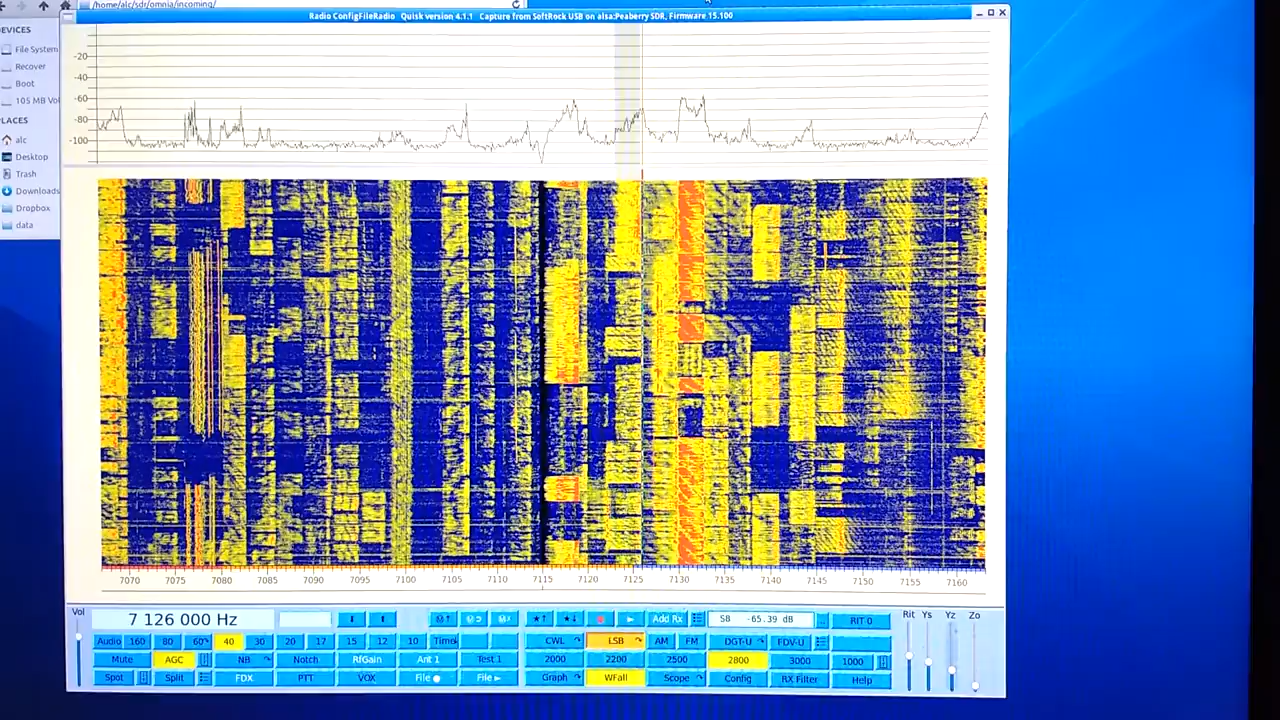 /home/alc/sdr/omnia/incoming/
Radio ConfigFileRadio Quisk version 4.1.1 Capture from SoftRock USB on alsa:Peaberry SDR, Firmware 15.100
EVICES
File System
Recover
Boot
105 MB Vol
LACES
alc
Desktop
Trash
Downloads
Dropbox
data
-20
-40
-60
-80
-100
7070 7075 7080 7085 7090 7095 7100 7105 7110 7115 7120 7125 7130 7135 7140 7145 7150 7155 7160
Vol
7 126 000 Hz
Add Rx
S8 -65.39 dB
...
RIT 0
Rit Ys Yz Zo
Audio 160 80 60 40 30 20 17 15 12 10 Time
CWL LSB AM FM DGT-U FDV-U
Mute AGC NB Notch RfGain Ant 1 Test 1
2000 2200 2500 2800 3000 1000
Spot Split FDX PTT VOX File ● File ►
Graph WFall Scope Config RX Filter Help